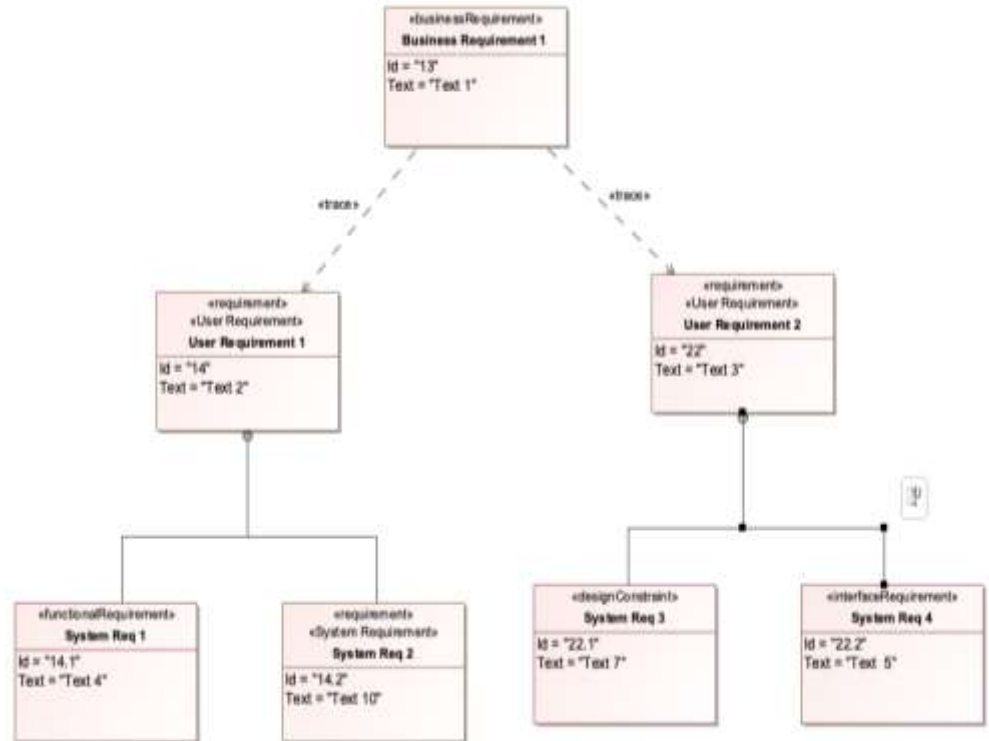 «businessRequirement»
Business Requirement 1
Id = "13"
Text = "Text 1"
«trace»
«trace»
«requirement»
«User Requirement»
User Requirement 1
Id = "14"
Text = "Text 2"
«requirement»
«User Requirement»
User Requirement 2
Id = "22"
Text = "Text 3"
«functionalRequirement»
System Req 1
Id = "14.1"
Text = "Text 4"
«requirement»
«System Requirement»
System Req 2
Id = "14.2"
Text = "Text 10"
«designConstraint»
System Req 3
Id = "22.1"
Text = "Text 7"
«interfaceRequirement»
System Req 4
Id = "22.2"
Text = "Text  5"